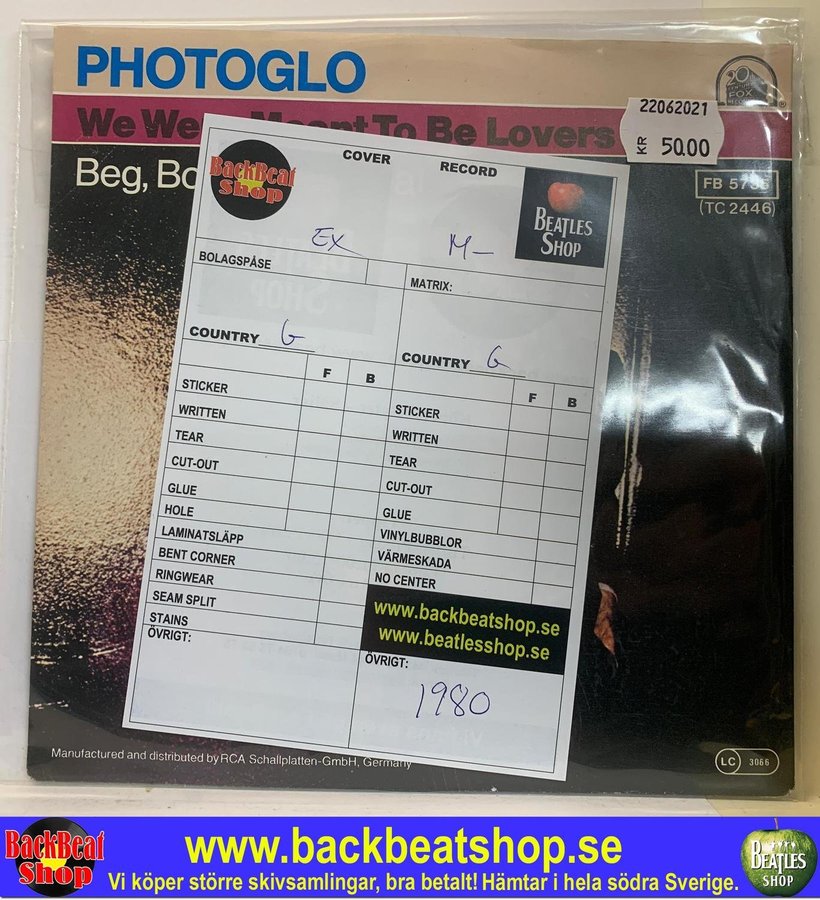 PHOTOGLO
We We Meant To Be Lovers
Beg, Bo
20
FOX
22062021
KR 50.00
FB 57
(TC 2446)
BackBeat
Shop
COVER
RECORD
BEATLES
SHOP
EX
M-
BOLAGSPÅSE
MATRIX:
COUNTRY G
COUNTRY G
F B
STICKER
WRITTEN
TEAR
CUT-OUT
GLUE
HOLE
LAMINATSLÄPP
BENT CORNER
RINGWEAR
SEAM SPLIT
STAINS
ÖVRIGT:
F B
STICKER
WRITTEN
TEAR
CUT-OUT
GLUE
VINYLBUBBLOR
VÄRMESKADA
NO CENTER
www.backbeatshop.se
www.beatlesshop.se
ÖVRIGT:
1980
Manufactured and distributed by RCA Schallplatten-GmbH, Germany
LC 3066
BackBeat
Shop
www.backbeatshop.se
Vi köper större skivsamlingar, bra betalt! Hämtar i hela södra Sverige.
BEATLES
SHOP